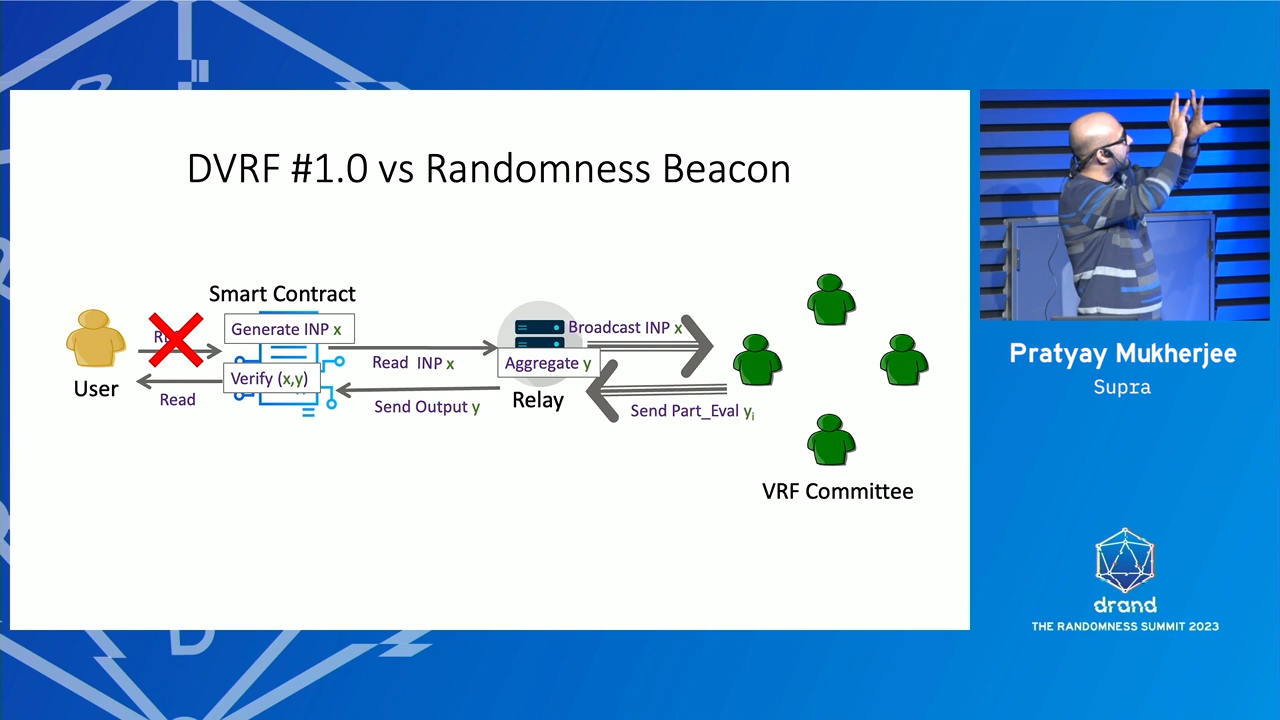 DVRF #1.0 vs Randomness Beacon
Smart Contract
Generate INP x
Broadcast INP x
Read INP x
Aggregate y
Verify (x,y)
User
Read
Send Output y
Relay
Send Part_Eval yᵢ
VRF Committee
Pratyay Mukherjee
Supra
drand
THE RANDOMNESS SUMMIT 2023